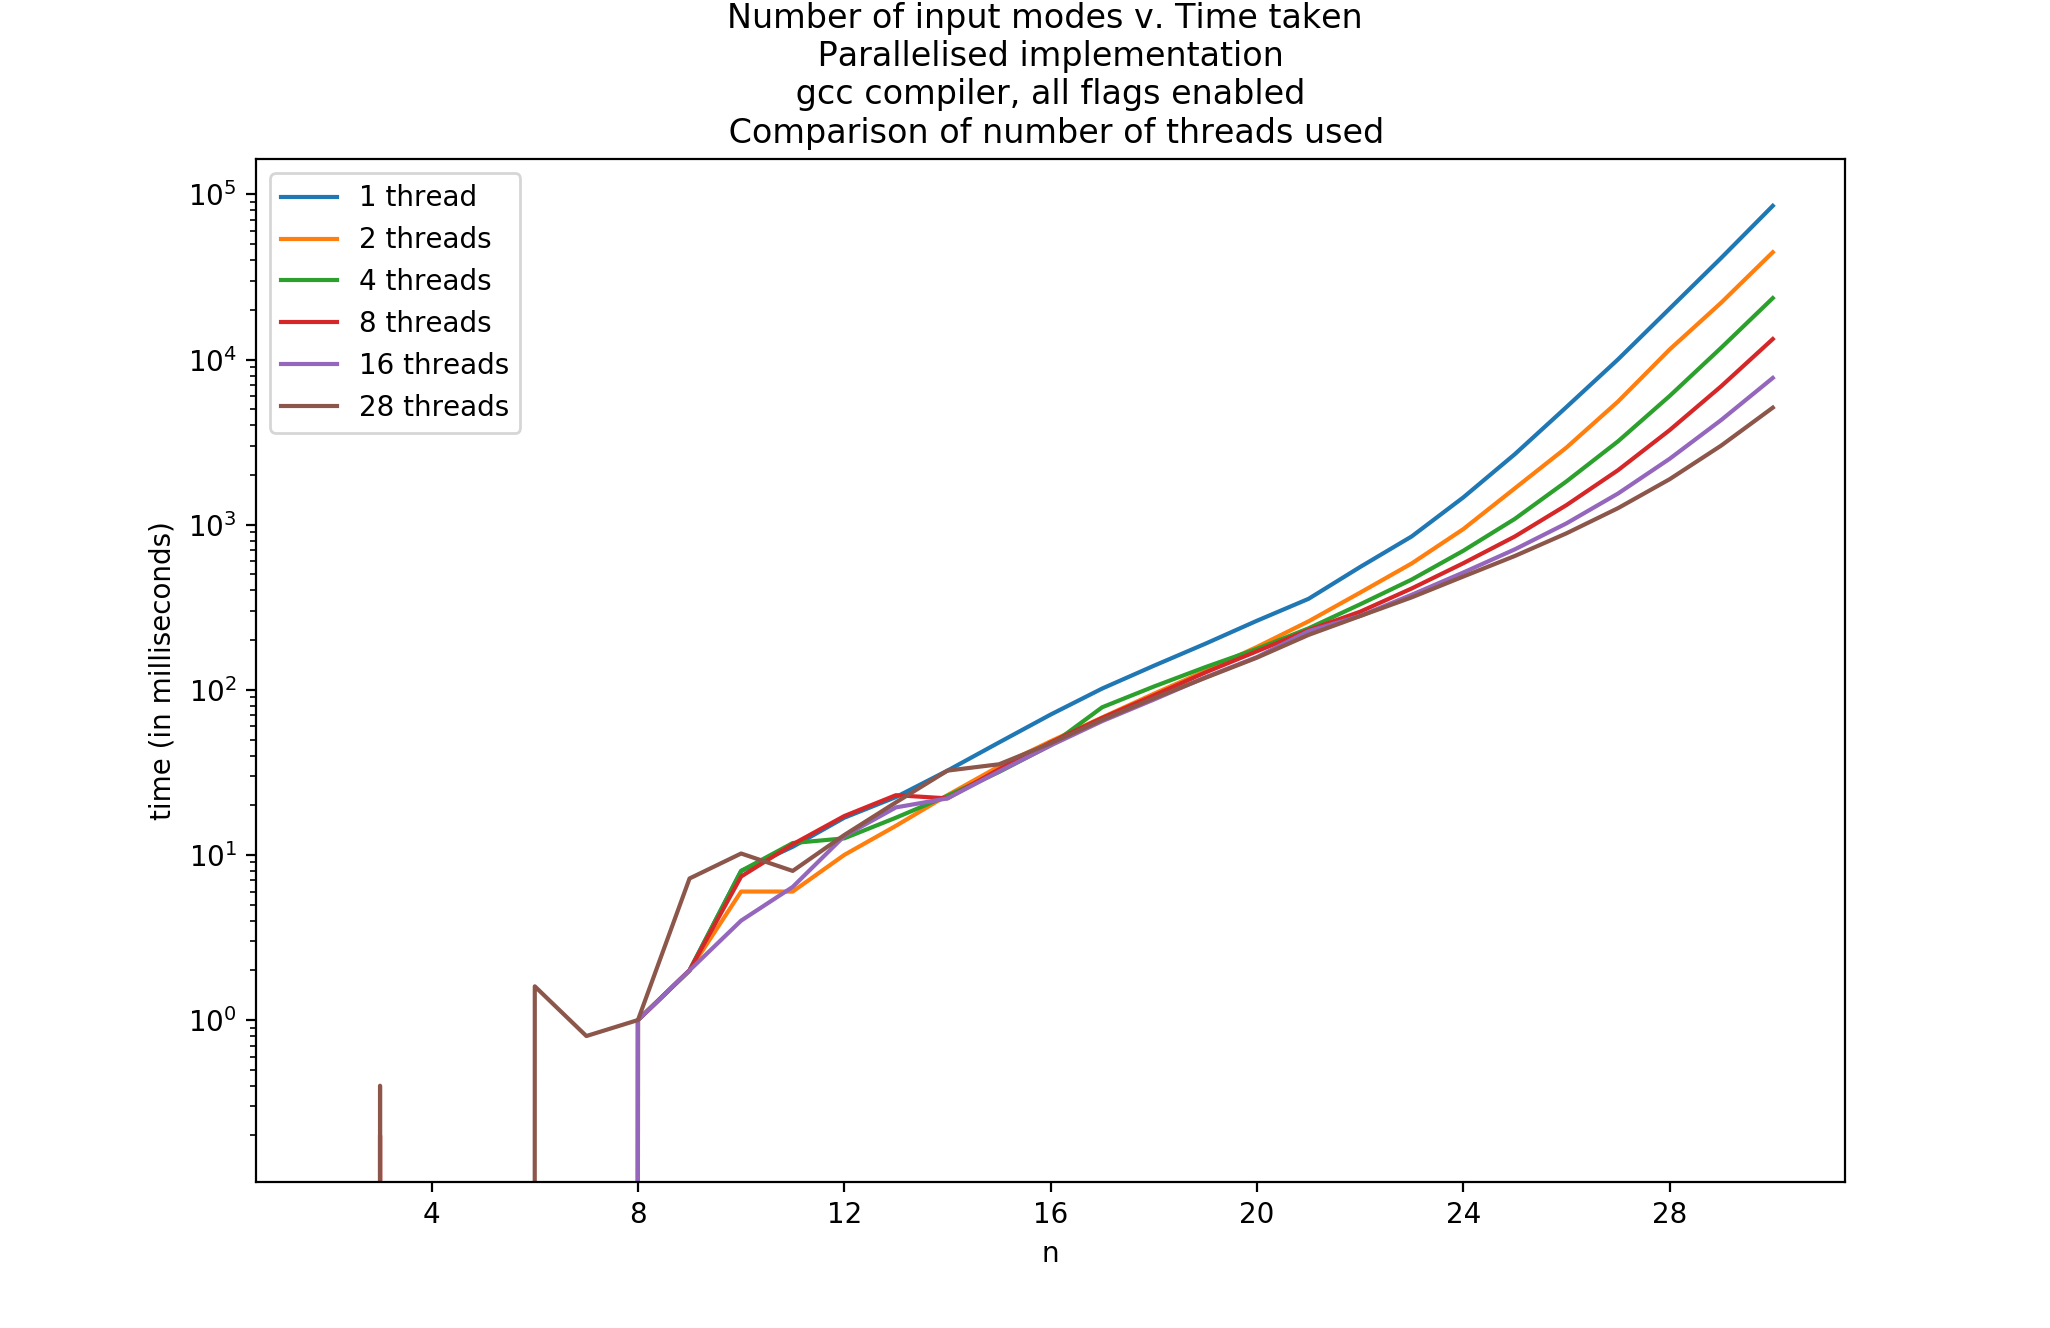 Number of input modes v. Time taken
Parallelised implementation
gcc compiler, all flags enabled
Comparison of number of threads used
1 thread
2 threads
4 threads
8 threads
16 threads
28 threads
time (in milliseconds)
10^5
10^4
10^3
10^2
10^1
10^0
4 8 12 16 20 24 28
n